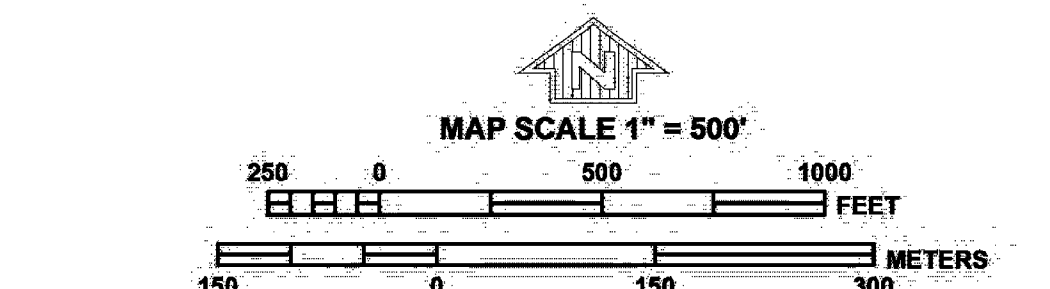 N
MAP SCALE 1" = 500'
250 0 500 1000
FEET
METERS
150 0 150 300